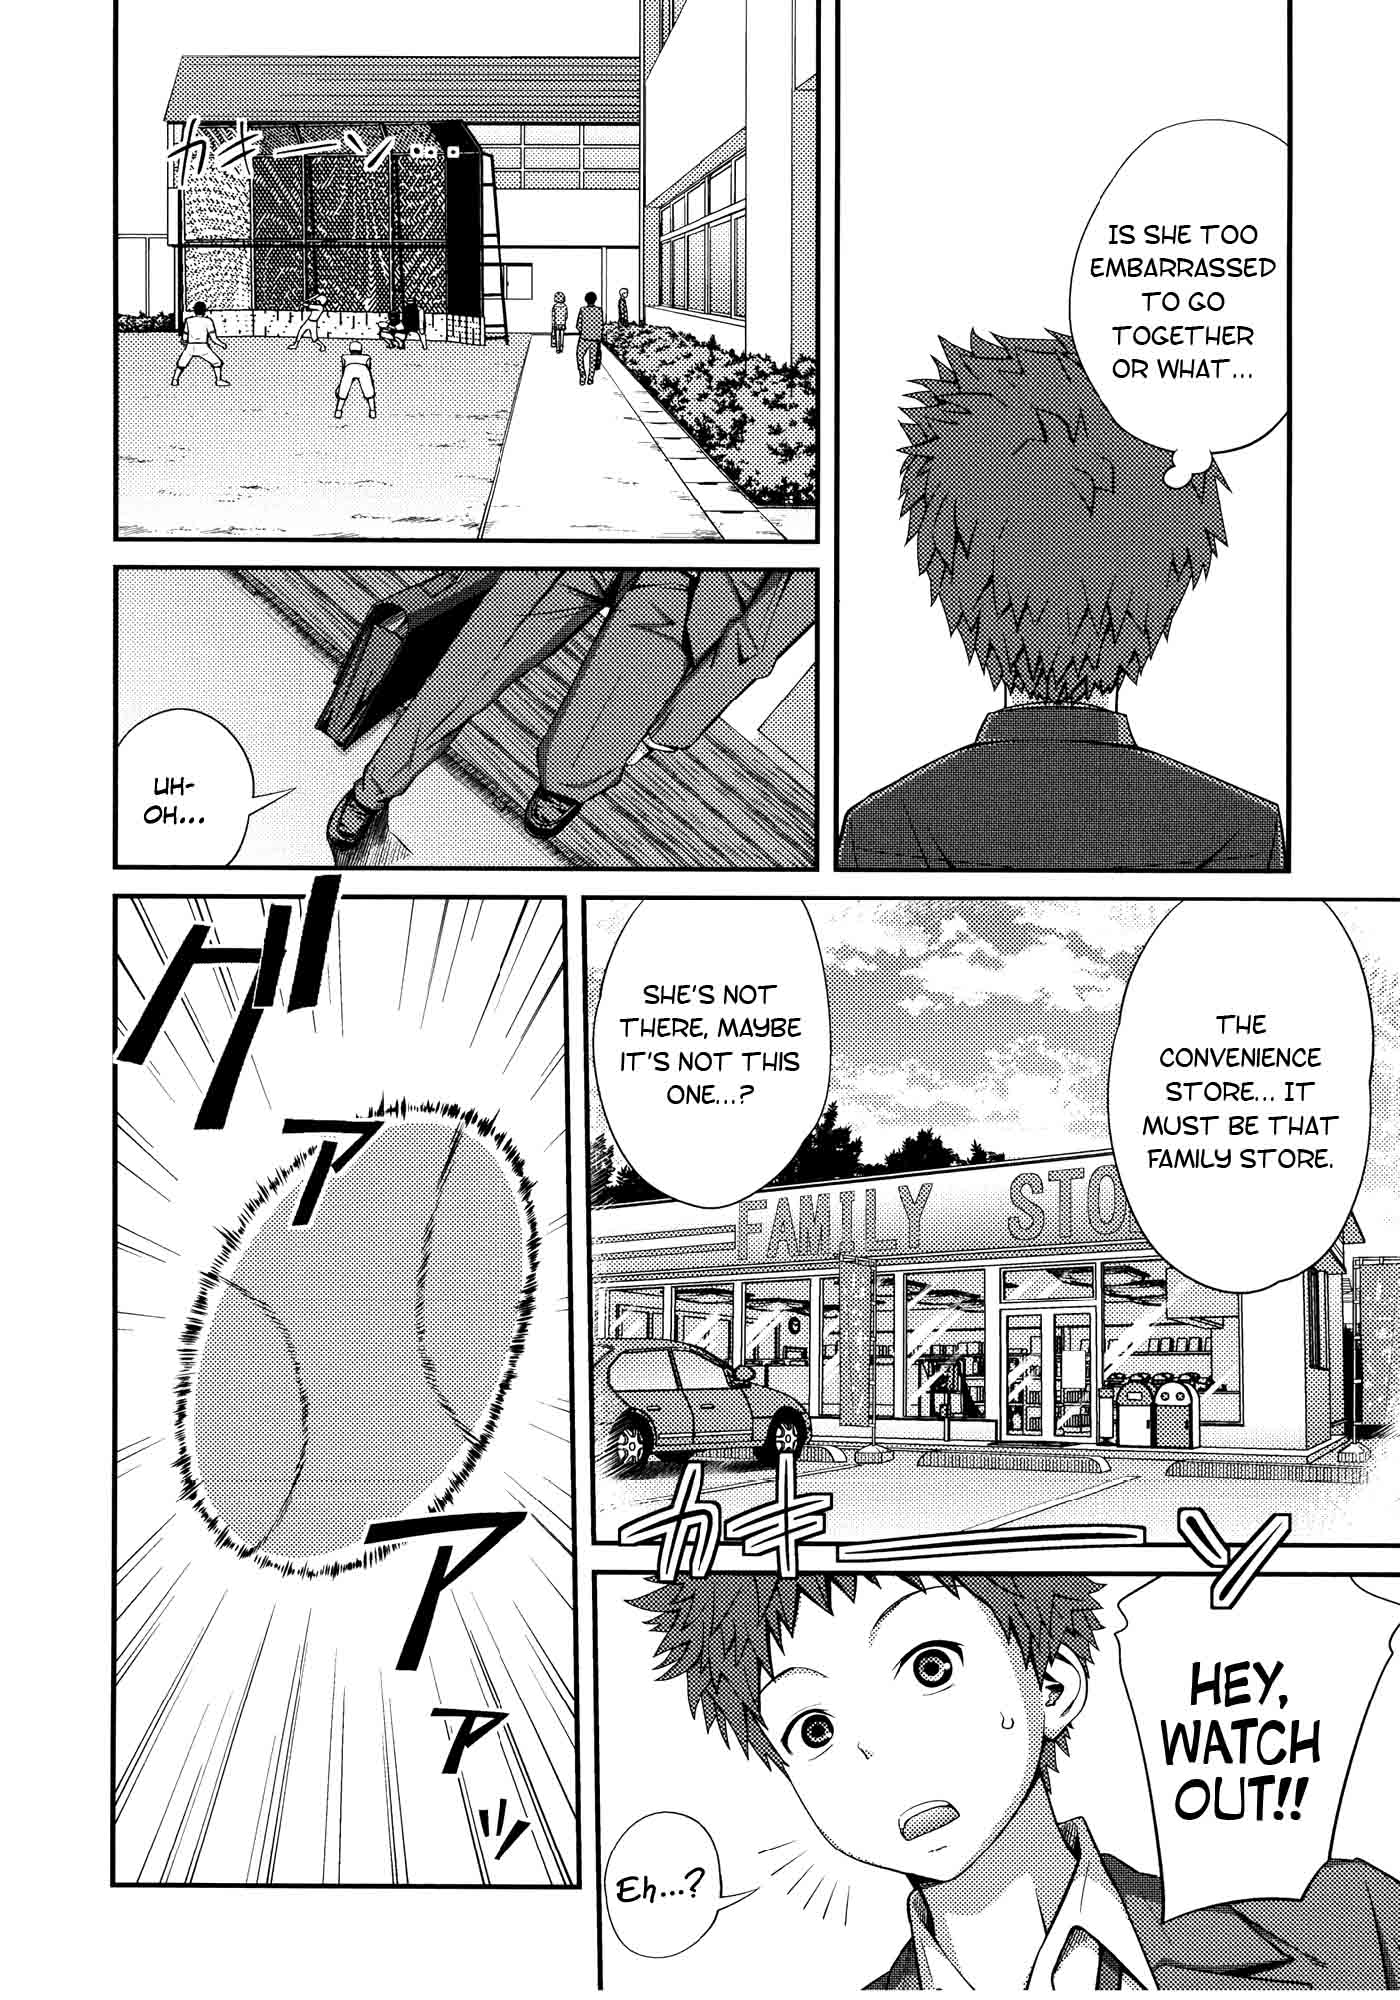 IS SHE TOO
EMBARRASSED
TO GO
TOGETHER
OR WHAT...
カキーン...
UH-
OH...
THE
CONVENIENCE
STORE... IT
MUST BE THAT
FAMILY STORE.
SHE'S NOT
THERE, MAYBE
IT'S NOT THIS
ONE...?
FAMILY STO
カキーン
HEY,
WATCH
OUT!!
Eh...?
グ
ア
ア
ア